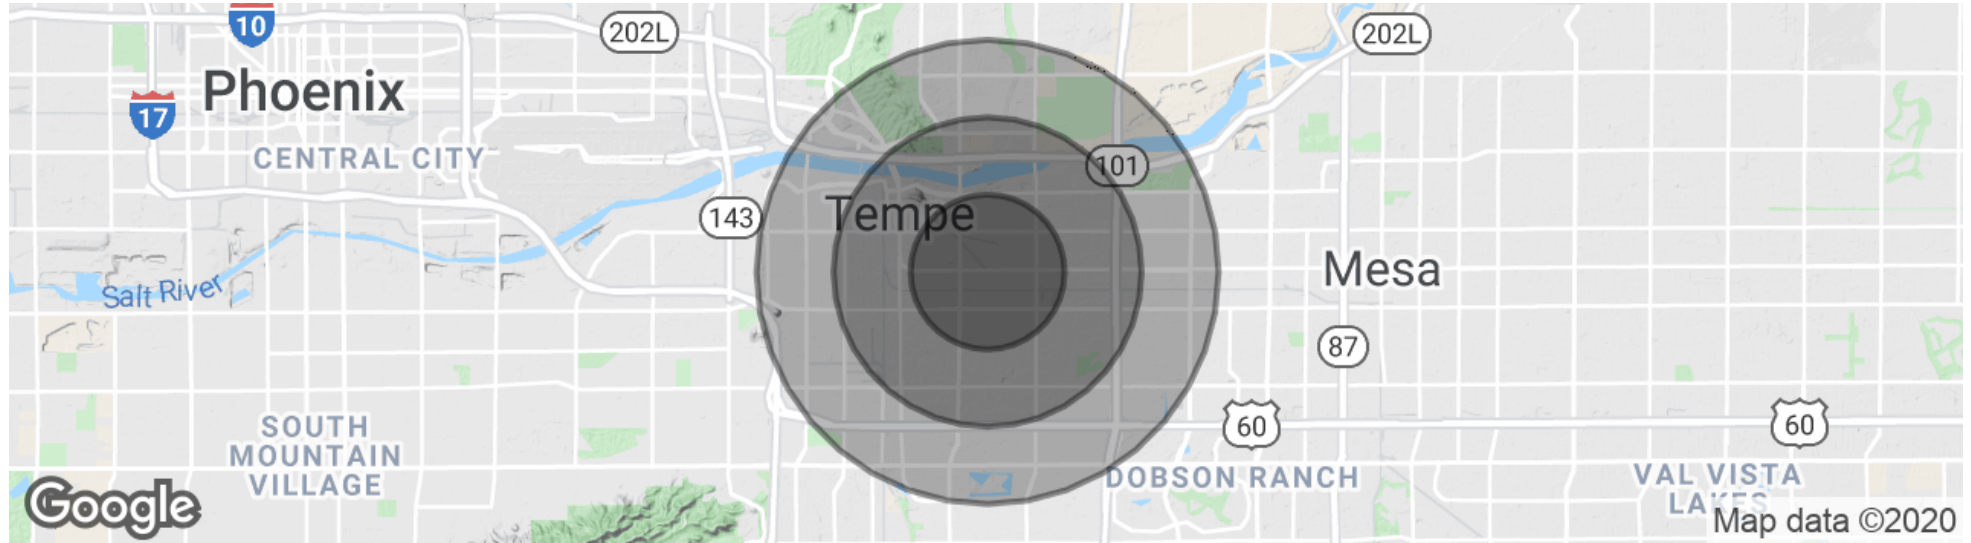 10
202L
202L
Phoenix
17
CENTRAL CITY
101
143
Tempe
Mesa
Salt River
87
SOUTH
MOUNTAIN
VILLAGE
60
60
DOBSON RANCH
VAL VISTA
LAKES
Google
Map data ©2020